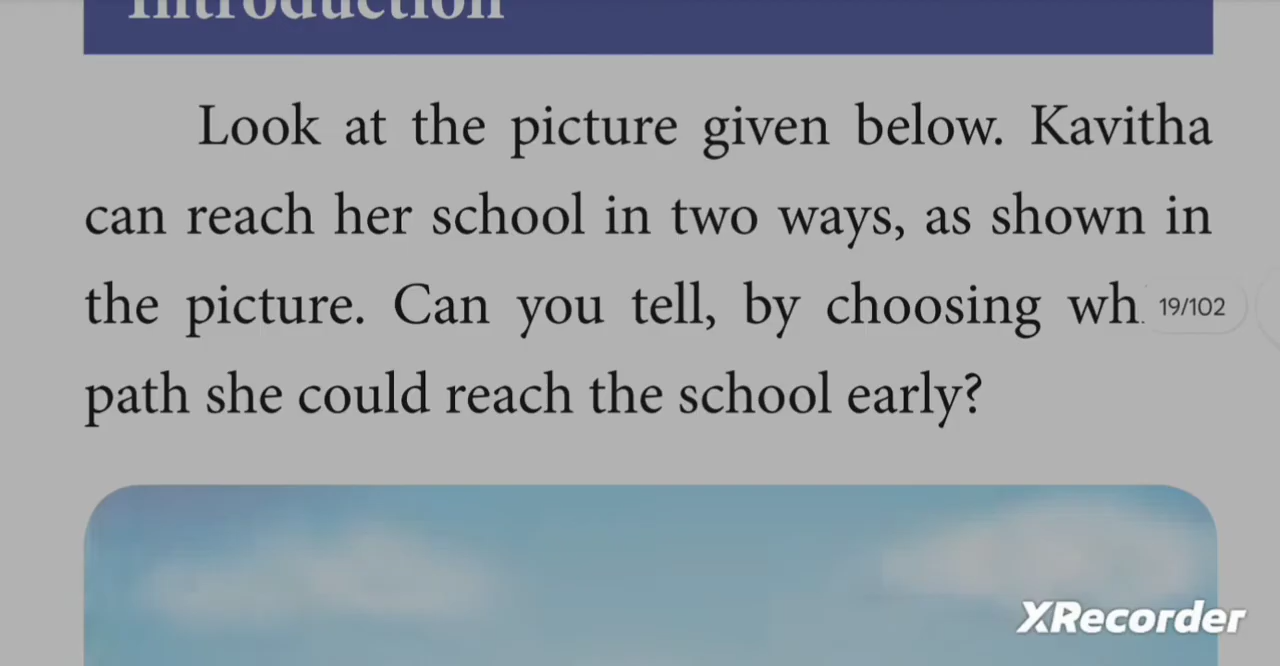 Introduction
Look at the picture given below. Kavitha
can reach her school in two ways, as shown in
the picture. Can you tell, by choosing wh
19/102
path she could reach the school early?
XRecorder